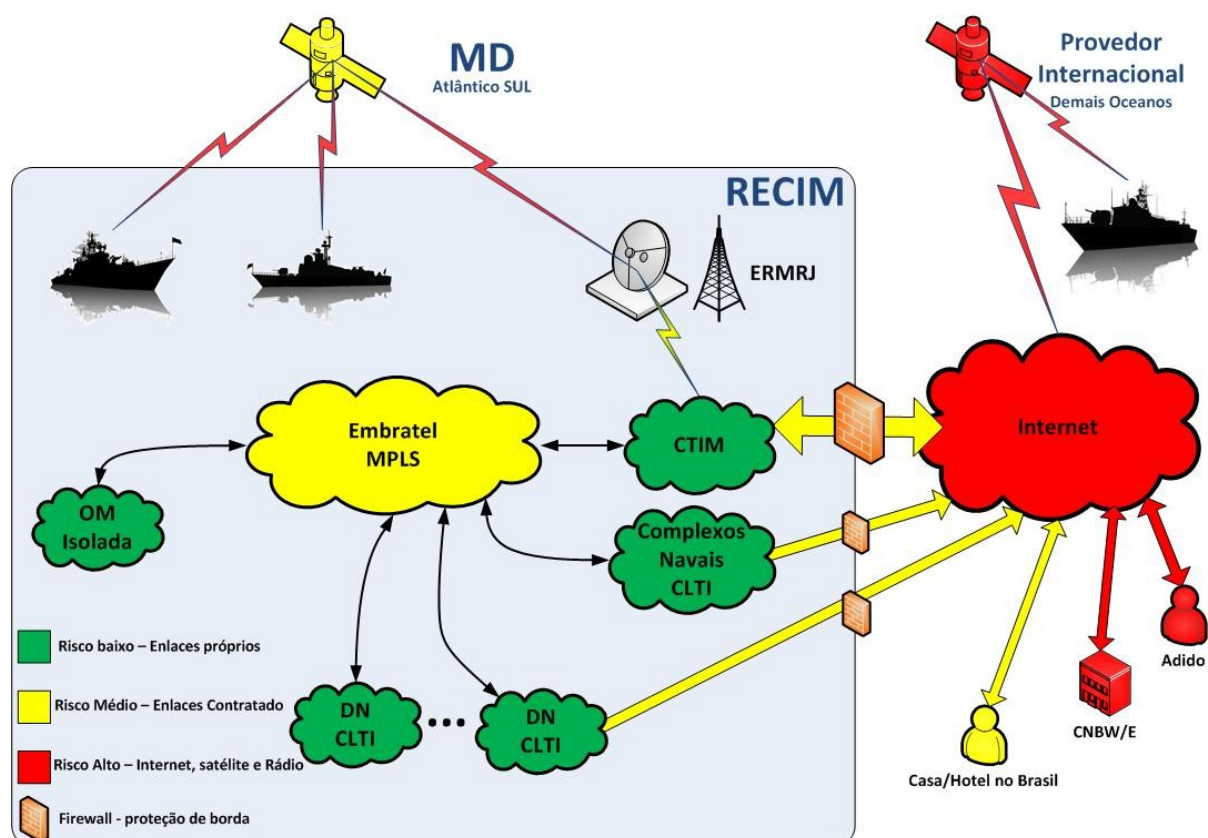 MD
Atlântico SUL
Provedor
Internacional
Demais Oceanos
RECIM
ERMRJ
Embratel
MPLS
CTIM
Internet
OM
Isolada
Complexos
Navais
CLTI
DN
CLTI
...
DN
CLTI
Adido
CNBW/E
Casa/Hotel no Brasil
Risco baixo – Enlaces próprios
Risco Médio – Enlaces Contratado
Risco Alto – Internet, satélite e Rádio
Firewall - proteção de borda